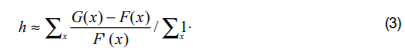 h ≈ ∑ₓ G(x) − F(x) / F′(x) / ∑ₓ 1. (3)